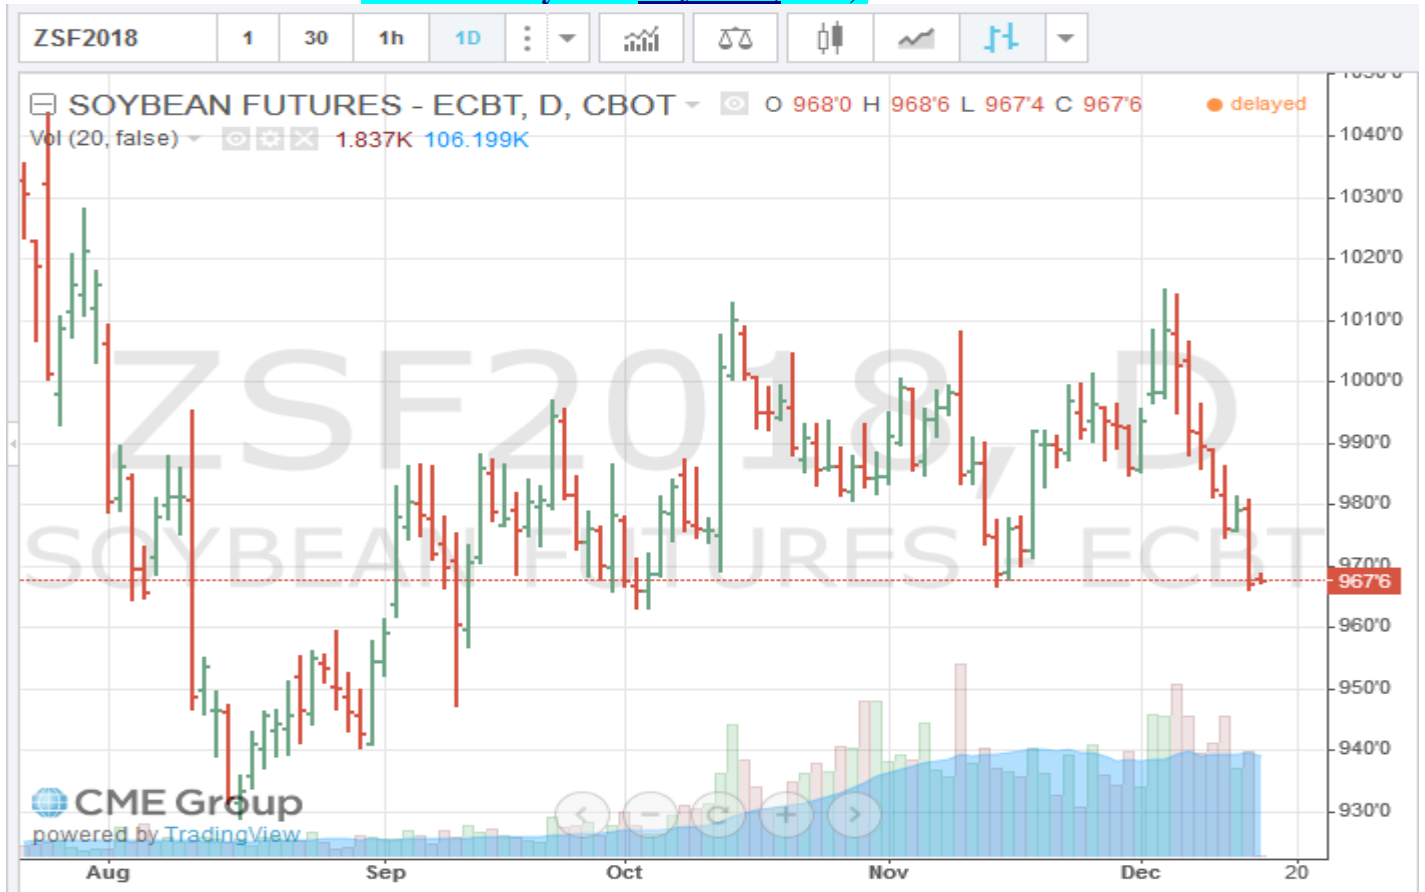 ZSF2018 1 30 1h 1D
SOYBEAN FUTURES - ECBT, D, CBOT O 968'0 H 968'6 L 967'4 C 967'6 delayed
Vol (20, false) 1.837K 106.199K
1040'0
1030'0
1020'0
1010'0
1000'0
990'0
980'0
970'0
967'6
960'0
950'0
940'0
930'0
ZSF2018, D
SOYBEAN FUTURES - ECBT
CME Group
powered by TradingView
Aug Sep Oct Nov Dec 20